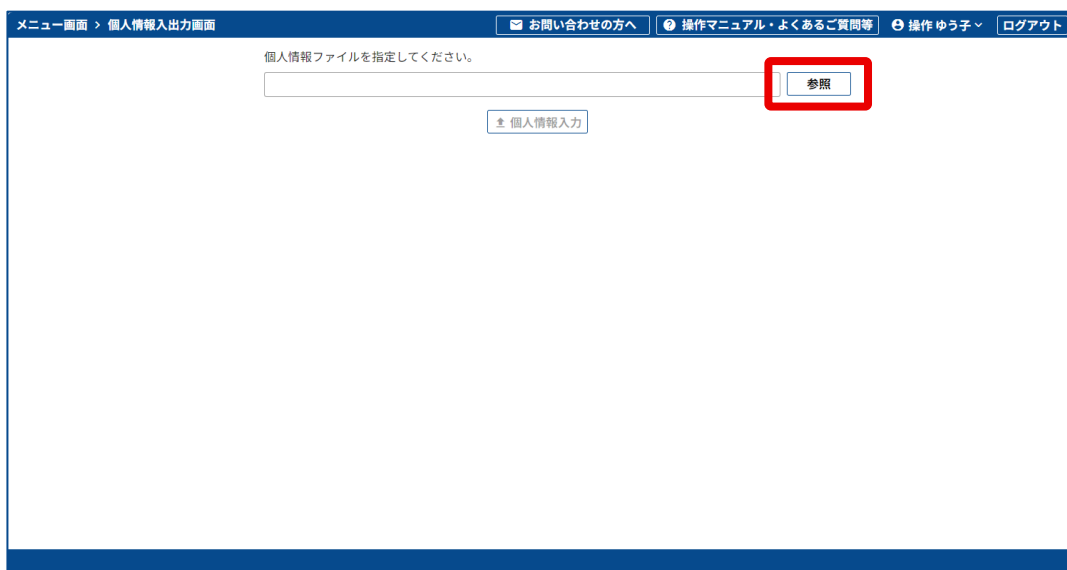 メニュー画面 > 個人情報入出力画面 お問い合わせの方へ 操作マニュアル・よくあるご質問等 操作 ゆう子 ログアウト
個人情報ファイルを指定してください。
参照
個人情報入力